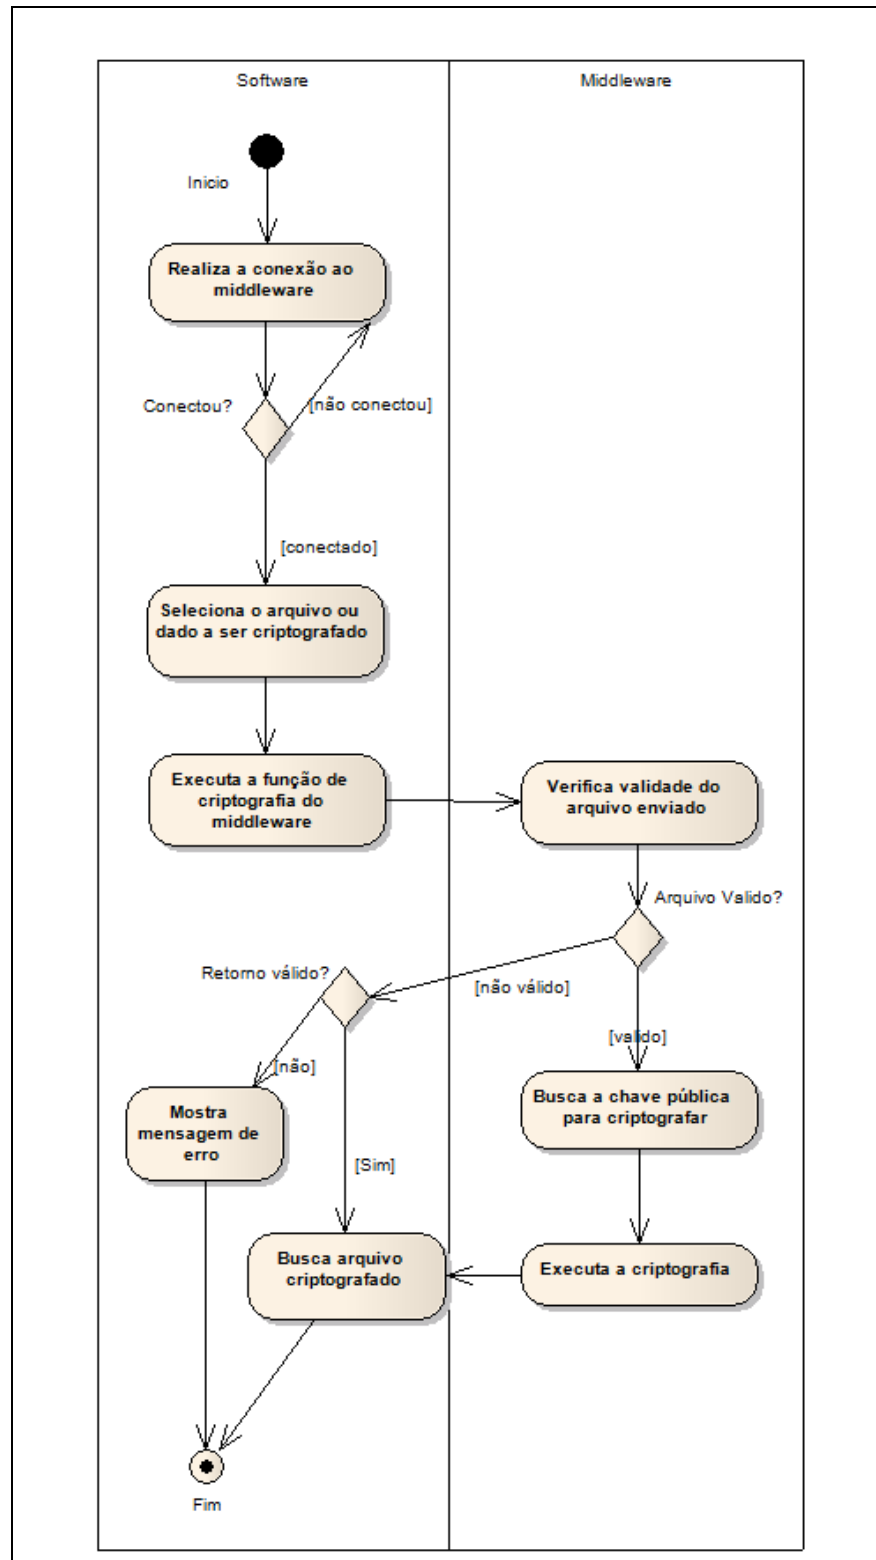 Software
Middleware
Inicio
Realiza a conexão ao
middleware
Conectou?
[não conectou]
[conectado]
Seleciona o arquivo ou
dado a ser criptografado
Executa a função de
criptografia do
middleware
Verifica validade do
arquivo enviado
Arquivo Valido?
Retorno válido?
[não válido]
[valido]
[não]
Mostra
mensagem de
erro
Busca a chave pública
para criptografar
[Sim]
Busca arquivo
criptografado
Executa a criptografia
Fim